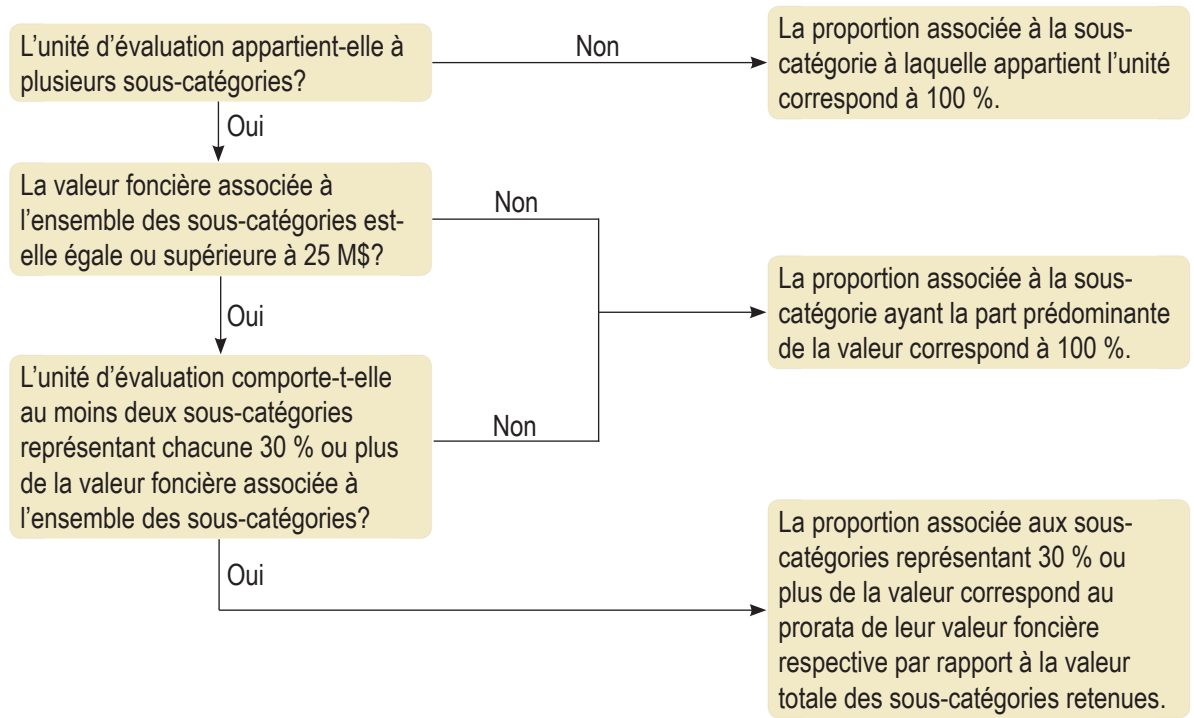 L'unité d'évaluation appartient-elle à
plusieurs sous-catégories?
Non
La proportion associée à la sous-
catégorie à laquelle appartient l'unité
correspond à 100 %.
Oui
La valeur foncière associée à
l'ensemble des sous-catégories est-
elle égale ou supérieure à 25 M$?
Non
Oui
La proportion associée à la sous-
catégorie ayant la part prédominante
de la valeur correspond à 100 %.
L'unité d'évaluation comporte-t-elle
au moins deux sous-catégories
représentant chacune 30 % ou plus
de la valeur foncière associée à
l'ensemble des sous-catégories?
Non
Oui
La proportion associée aux sous-
catégories représentant 30 % ou
plus de la valeur correspond au
prorata de leur valeur foncière
respective par rapport à la valeur
totale des sous-catégories retenues.